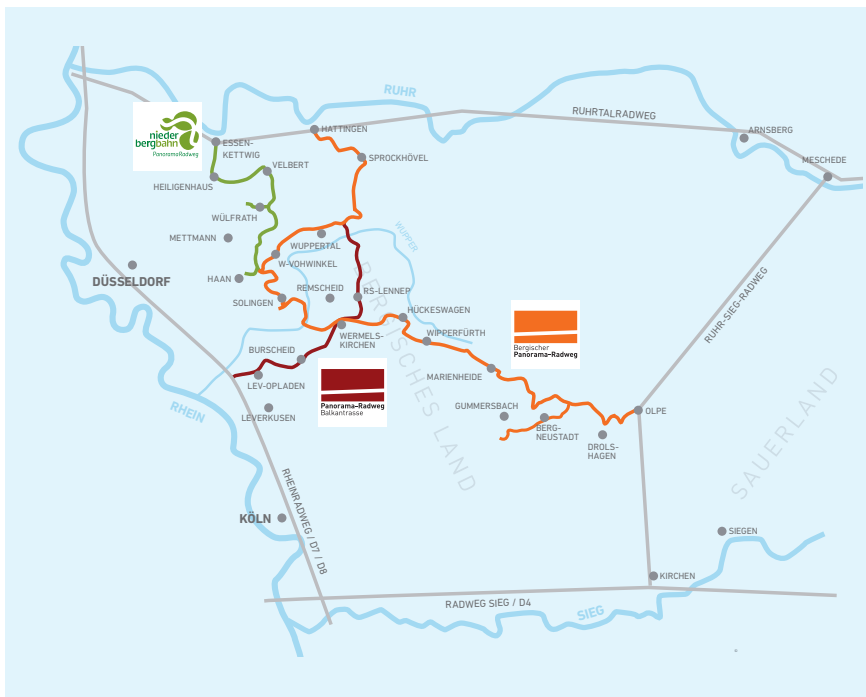 RUHR
RUHRTALRADWEG
nieder
bergbahn
PanoramaRadweg
ESSEN-
KETTWIG
HATTINGEN
ARNSBERG
SPROCKHÖVEL
MESCHEDE
VELBERT
HEILIGENHAUS
WÜLFRATH
WUPPER
METTMANN
WUPPERTAL
W-VOHWINKEL
HAAN
DÜSSELDORF
REMSCHEID
RS-LENNEP
SOLINGEN
HÜCKESWAGEN
WERMELS-
KIRCHEN
WIPPERFÜRTH
BERGISCHES LAND
RUHR-SIEG-RADWEG
Bergischer
Panorama-Radweg
BURSCHEID
MARIENHEIDE
LEV-OPLADEN
Panorama-Radweg
Balkantrasse
RHEIN
LEVERKUSEN
GUMMERSBACH
BERG-
NEUSTADT
OLPE
DROLS-
HAGEN
SAUERLAND
RHEINRADWEG / D7 / D8
KÖLN
SIEGEN
KIRCHEN
RADWEG SIEG / D4
SIEG